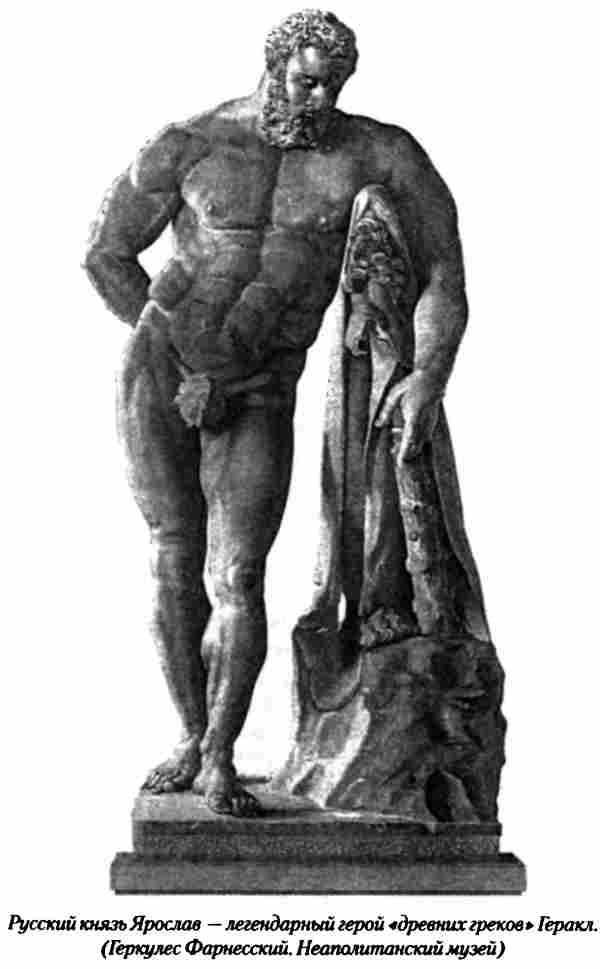 Русский князь Ярослав — легендарный герой «древних греков» Геракл.
(Геркулес Фарнесский. Неаполитанский музей)